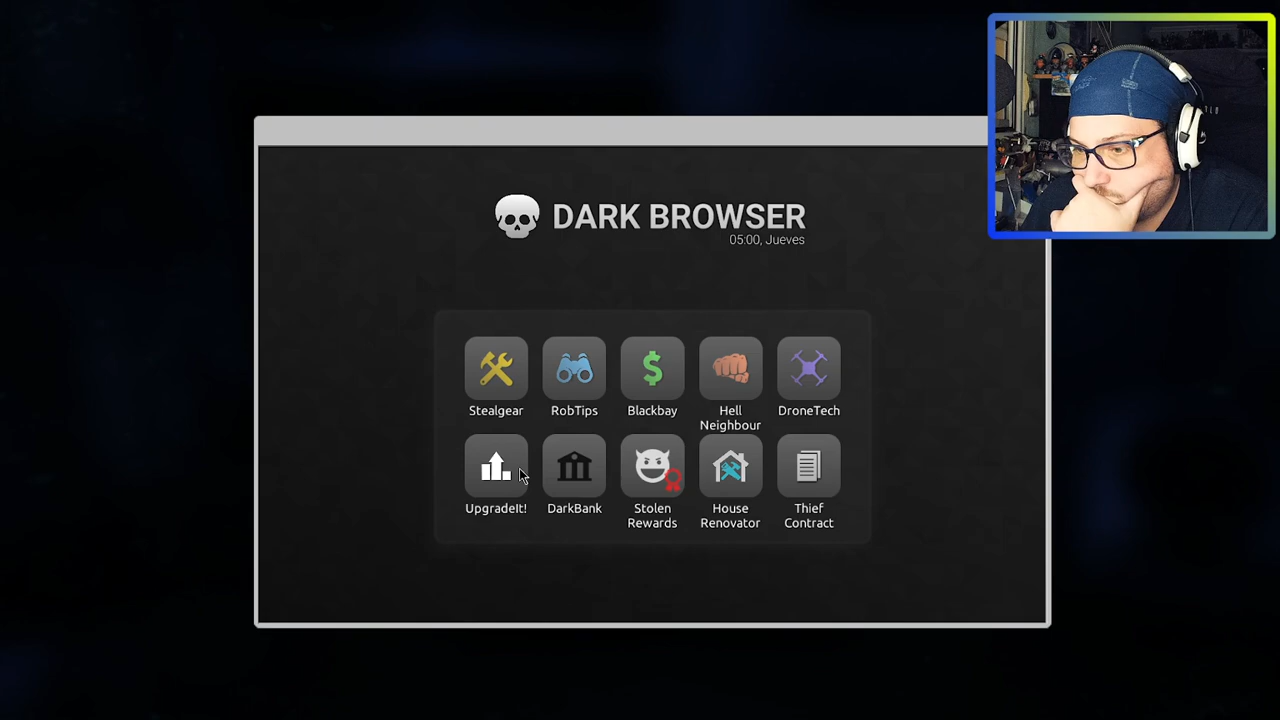 DARK BROWSER
05:00, Jueves
Stealgear
RobTips
Blackbay
Hell
Neighbour
DroneTech
UpgradeIt!
DarkBank
Stolen
Rewards
House
Renovator
Thief
Contract